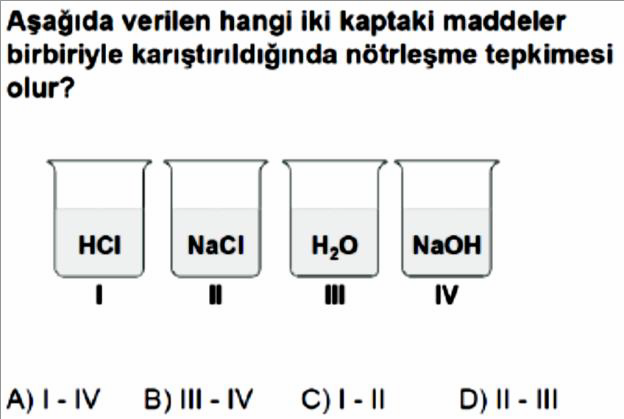 Aşağıda verilen hangi iki kaptaki maddeler
birbiriyle karıştırıldığında nötrleşme tepkimesi
olur?
HCl NaCl H₂O NaOH
I II III IV
A) I - IV B) III - IV C) I - II D) II - III